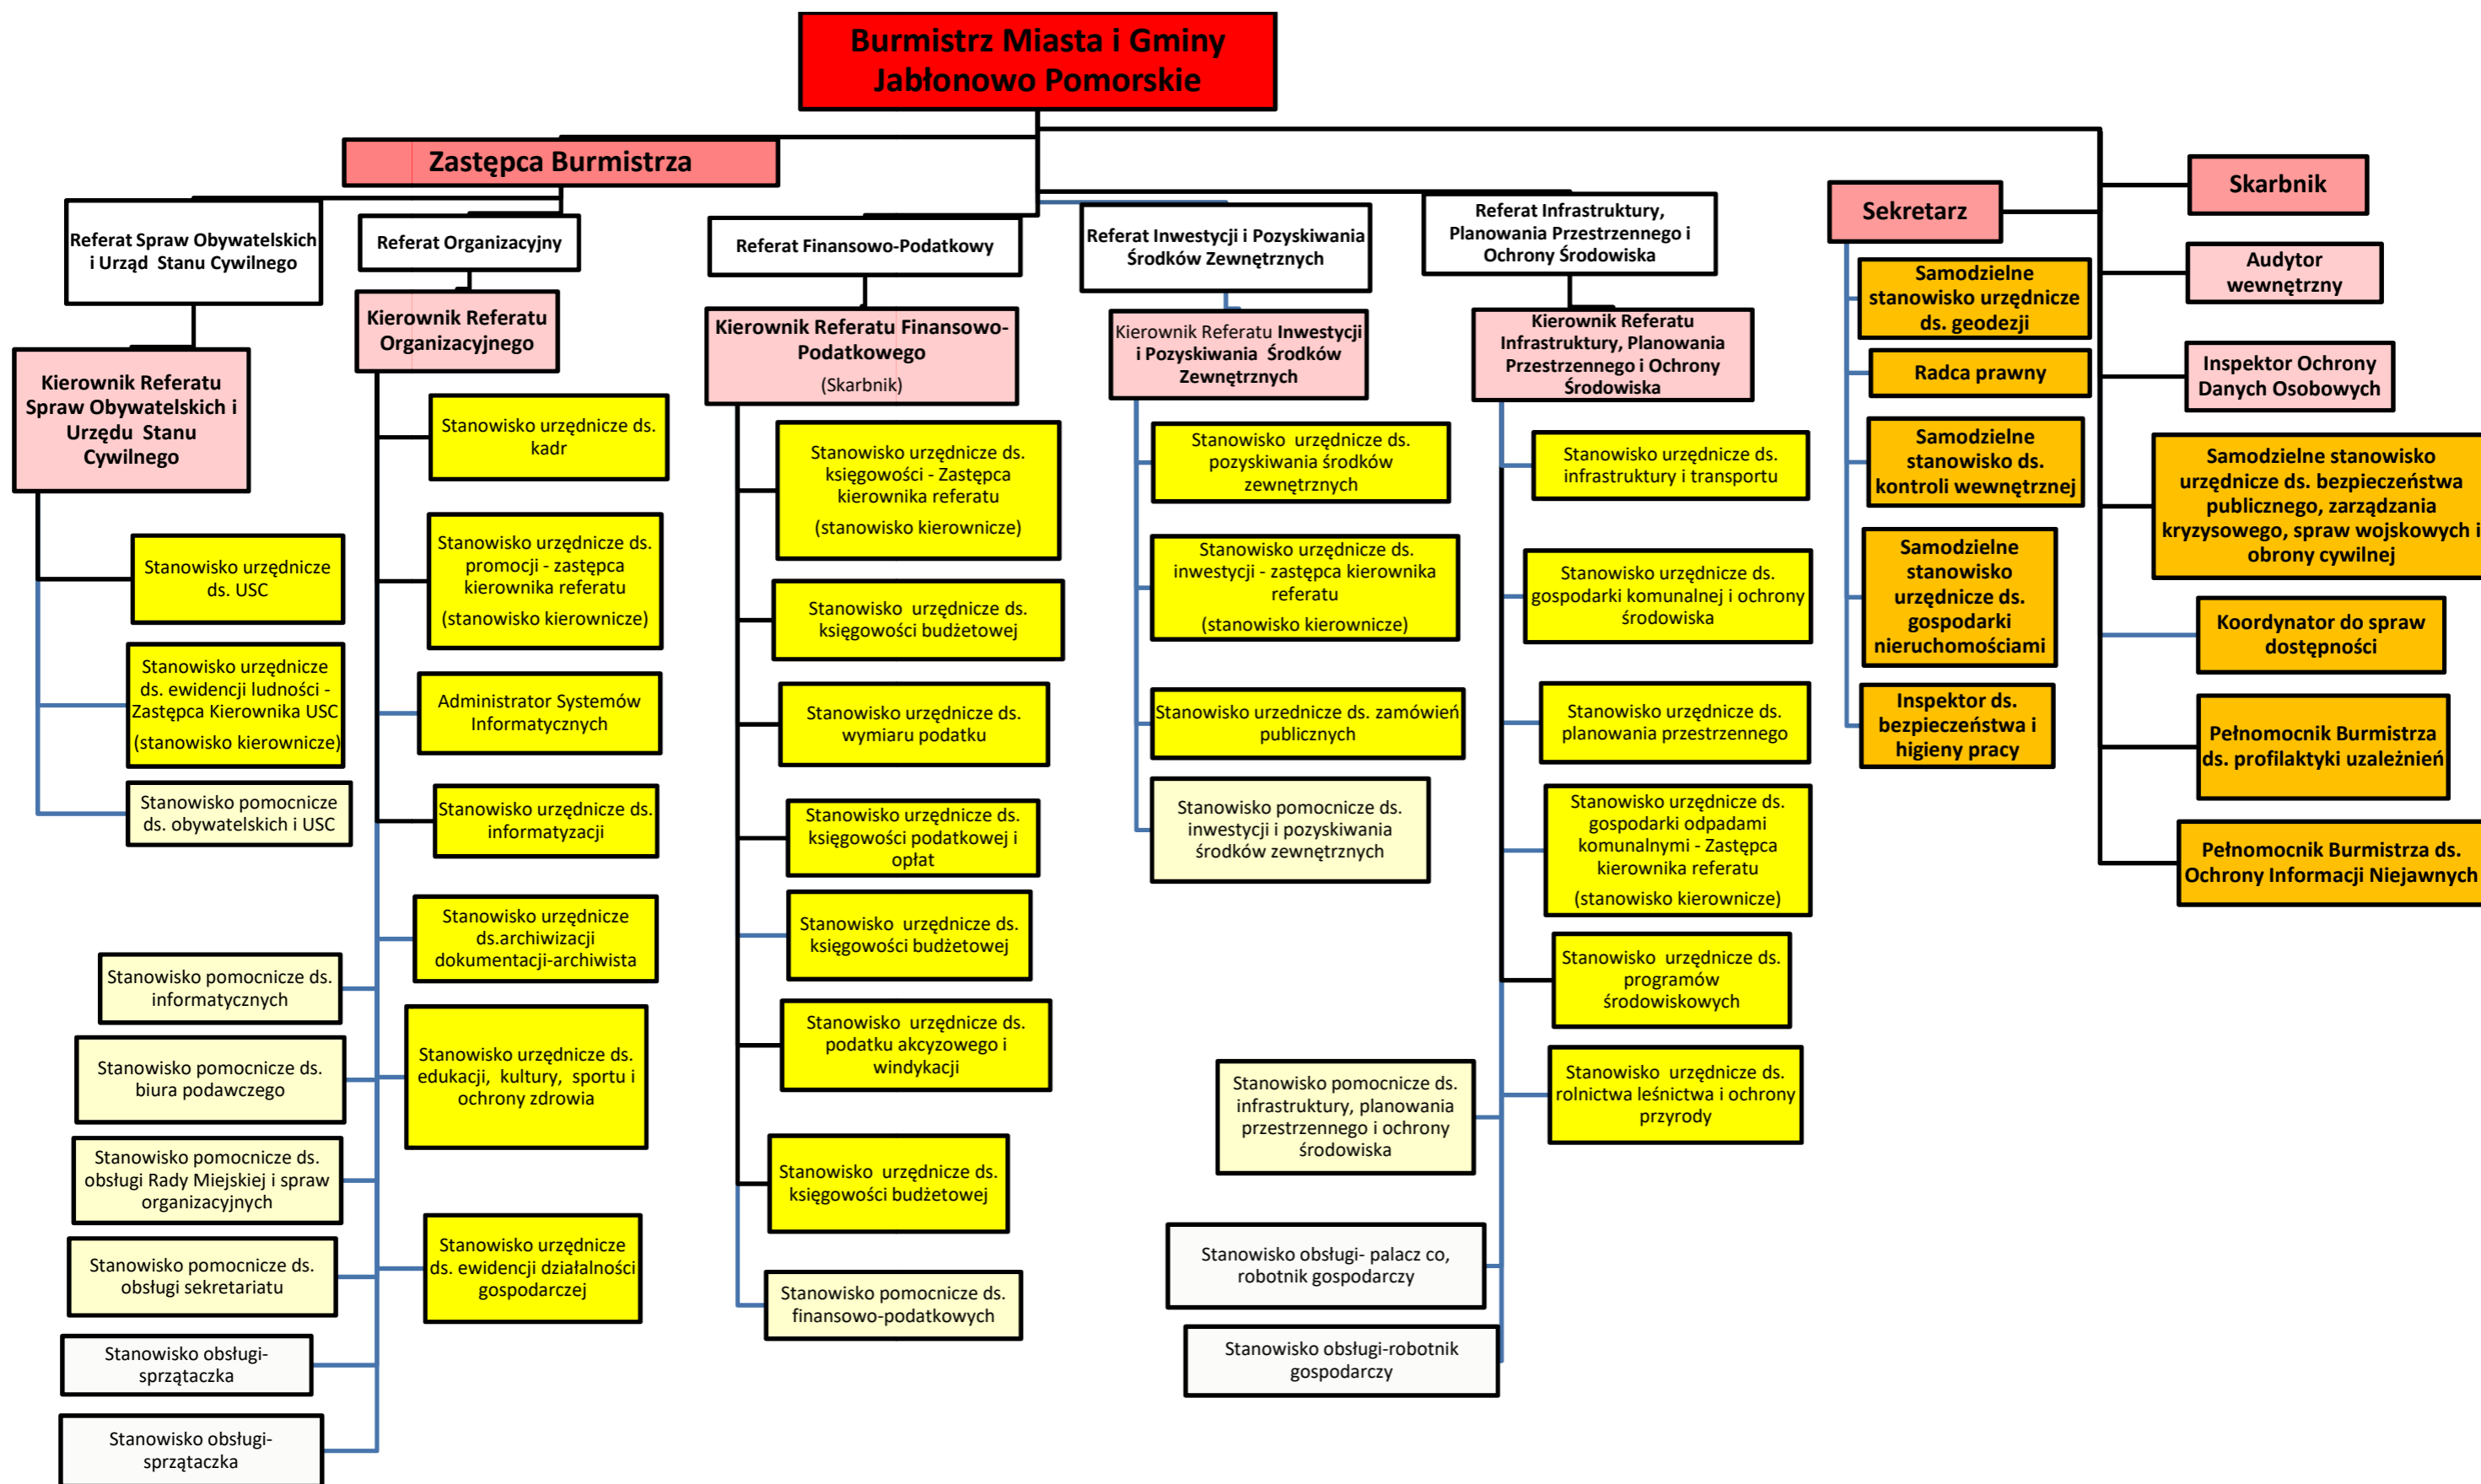 Burmistrz Miasta i Gminy
Jabłonowo Pomorskie
Zastępca Burmistrza
Referat Spraw Obywatelskich
i Urząd Stanu Cywilnego
Kierownik Referatu
Spraw Obywatelskich i
Urzędu Stanu
Cywilnego
Stanowisko urzędnicze
ds. USC
Stanowisko urzędnicze
ds. ewidencji ludności -
Zastępca Kierownika USC
(stanowisko kierownicze)
Stanowisko pomocnicze
ds. obywatelskich i USC
Referat Organizacyjny
Kierownik Referatu
Organizacyjnego
Stanowisko urzędnicze ds.
kadr
Stanowisko urzędnicze ds.
promocji - zastępca
kierownika referatu
(stanowisko kierownicze)
Administrator Systemów
Informatycznych
Stanowisko urzędnicze ds.
informatyzacji
Stanowisko urzędnicze
ds.archiwizacji
dokumentacji-archiwista
Stanowisko urzędnicze ds.
edukacji, kultury, sportu i
ochrony zdrowia
Stanowisko urzędnicze
ds. ewidencji działalności
gospodarczej
Stanowisko pomocnicze ds.
informatycznych
Stanowisko pomocnicze ds.
biura podawczego
Stanowisko pomocnicze ds.
obsługi Rady Miejskiej i spraw
organizacyjnych
Stanowisko pomocnicze ds.
obsługi sekretariatu
Stanowisko obsługi-
sprzątaczka
Stanowisko obsługi-
sprzątaczka
Referat Finansowo-Podatkowy
Kierownik Referatu Finansowo-
Podatkowego
(Skarbnik)
Stanowisko urzędnicze ds.
księgowości - Zastępca
kierownika referatu
(stanowisko kierownicze)
Stanowisko urzędnicze ds.
księgowości budżetowej
Stanowisko urzędnicze ds.
wymiaru podatku
Stanowisko urzędnicze ds.
księgowości podatkowej i
opłat
Stanowisko urzędnicze ds.
księgowości budżetowej
Stanowisko urzędnicze ds.
podatku akcyzowego i
windykacji
Stanowisko urzędnicze ds.
księgowości budżetowej
Stanowisko pomocnicze ds.
finansowo-podatkowych
Referat Inwestycji i Pozyskiwania
Środków Zewnętrznych
Kierownik Referatu Inwestycji
i Pozyskiwania Środków
Zewnętrznych
Stanowisko urzędnicze ds.
pozyskiwania środków
zewnętrznych
Stanowisko urzędnicze ds.
inwestycji - zastępca kierownika
referatu
(stanowisko kierownicze)
Stanowisko urzednicze ds. zamówień
publicznych
Stanowisko pomocnicze ds.
inwestycji i pozyskiwania
środków zewnętrznych
Referat Infrastruktury,
Planowania Przestrzennego i
Ochrony Środowiska
Kierownik Referatu
Infrastruktury, Planowania
Przestrzennego i Ochrony
Środowiska
Stanowisko urzędnicze ds.
infrastruktury i transportu
Stanowisko urzędnicze ds.
gospodarki komunalnej i ochrony
środowiska
Stanowisko urzędnicze ds.
planowania przestrzennego
Stanowisko urzędnicze ds.
gospodarki odpadami
komunalnymi - Zastępca
kierownika referatu
(stanowisko kierownicze)
Stanowisko urzędnicze ds.
programów
środowiskowych
Stanowisko urzędnicze ds.
rolnictwa leśnictwa i ochrony
przyrody
Stanowisko pomocnicze ds.
infrastruktury, planowania
przestrzennego i ochrony
środowiska
Stanowisko obsługi- palacz co,
robotnik gospodarczy
Stanowisko obsługi-robotnik
gospodarczy
Sekretarz
Samodzielne
stanowisko urzędnicze
ds. geodezji
Radca prawny
Samodzielne
stanowisko ds.
kontroli wewnętrznej
Samodzielne
stanowisko
urzędnicze ds.
gospodarki
nieruchomościami
Inspektor ds.
bezpieczeństwa i
higieny pracy
Skarbnik
Audytor
wewnętrzny
Inspektor Ochrony
Danych Osobowych
Samodzielne stanowisko
urzędnicze ds. bezpieczeństwa
publicznego, zarządzania
kryzysowego, spraw wojskowych i
obrony cywilnej
Koordynator do spraw
dostępności
Pełnomocnik Burmistrza
ds. profilaktyki uzależnień
Pełnomocnik Burmistrza ds.
Ochrony Informacji Niejawnych